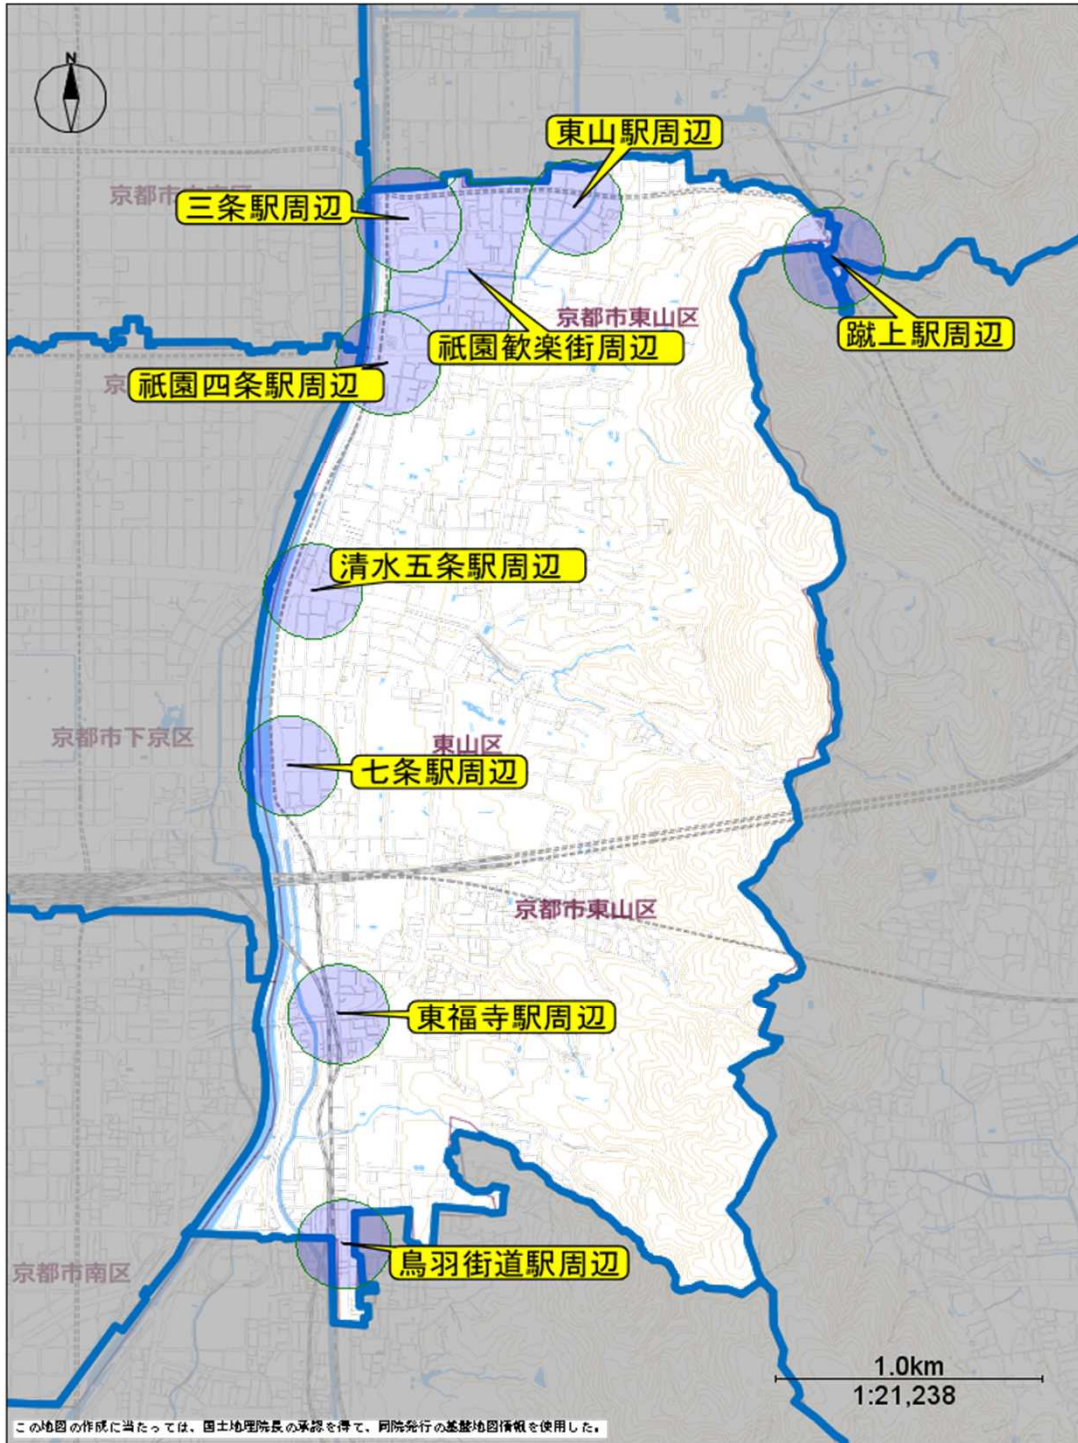 N
東山駅周辺
京都市
三条駅周辺
京都市東山区
蹴上駅周辺
祇園歓楽街周辺
祇園四条駅周辺
清水五条駅周辺
京都市下京区
東山区
七条駅周辺
京都市東山区
東福寺駅周辺
鳥羽街道駅周辺
京都市南区
1.0km
1:21,238
この地図の作成に当たっては、国土地理院長の承認を得て、同院発行の基盤地図情報を使用した。